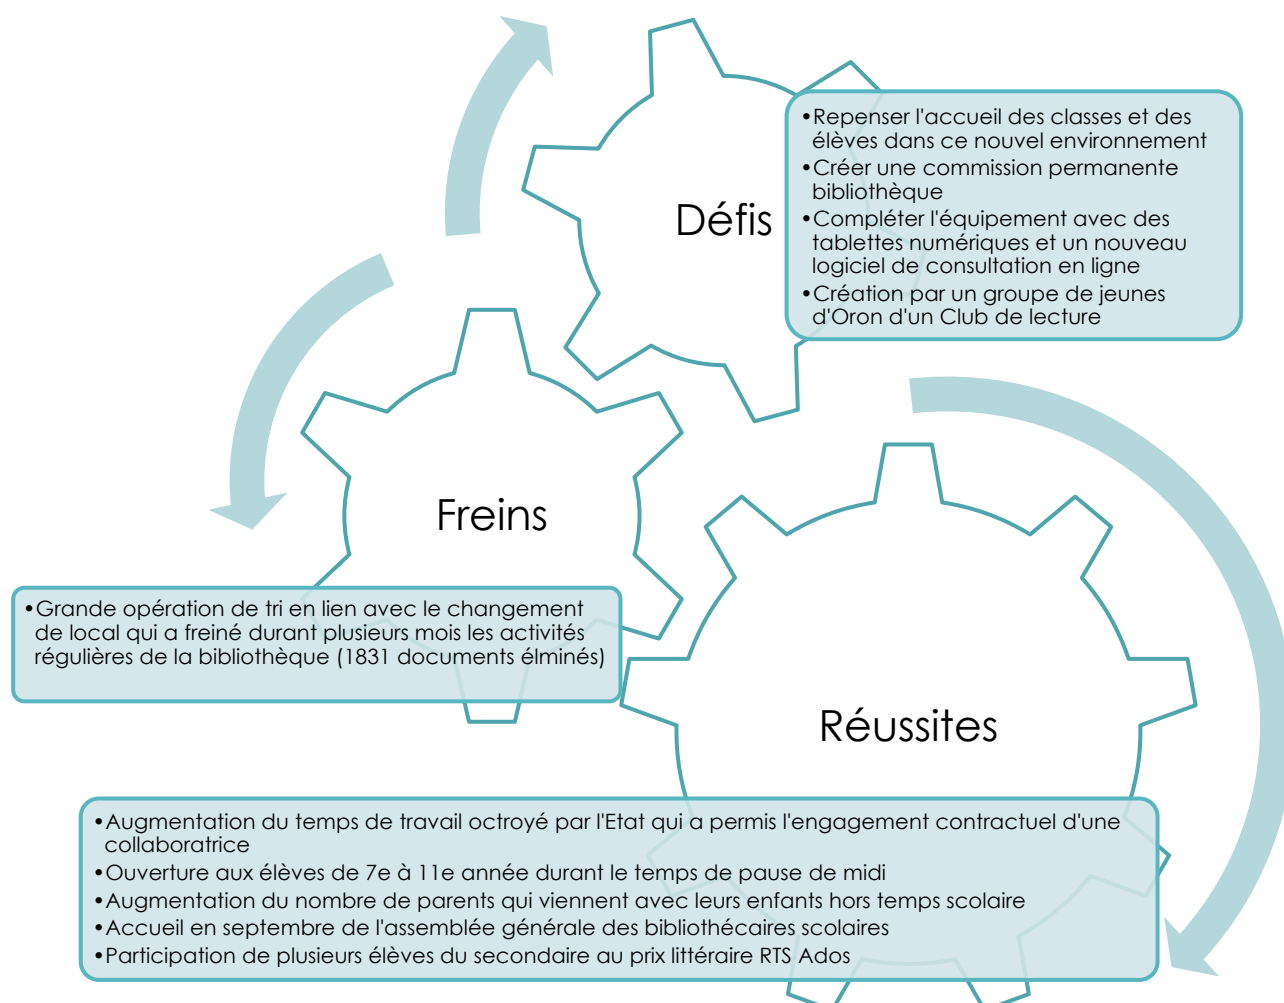 Défis
•Repenser l'accueil des classes et des
élèves dans ce nouvel environnement
•Créer une commission permanente
bibliothèque
•Compléter l'équipement avec des
tablettes numériques et un nouveau
logiciel de consultation en ligne
•Création par un groupe de jeunes
d'Oron d'un Club de lecture
Freins
•Grande opération de tri en lien avec le changement
de local qui a freiné durant plusieurs mois les activités
régulières de la bibliothèque (1831 documents élminés)
Réussites
•Augmentation du temps de travail octroyé par l'Etat qui a permis l'engagement contractuel d'une
collaboratrice
•Ouverture aux élèves de 7e à 11e année durant le temps de pause de midi
•Augmentation du nombre de parents qui viennent avec leurs enfants hors temps scolaire
•Accueil en septembre de l'assemblée générale des bibliothécaires scolaires
•Participation de plusieurs élèves du secondaire au prix littéraire RTS Ados